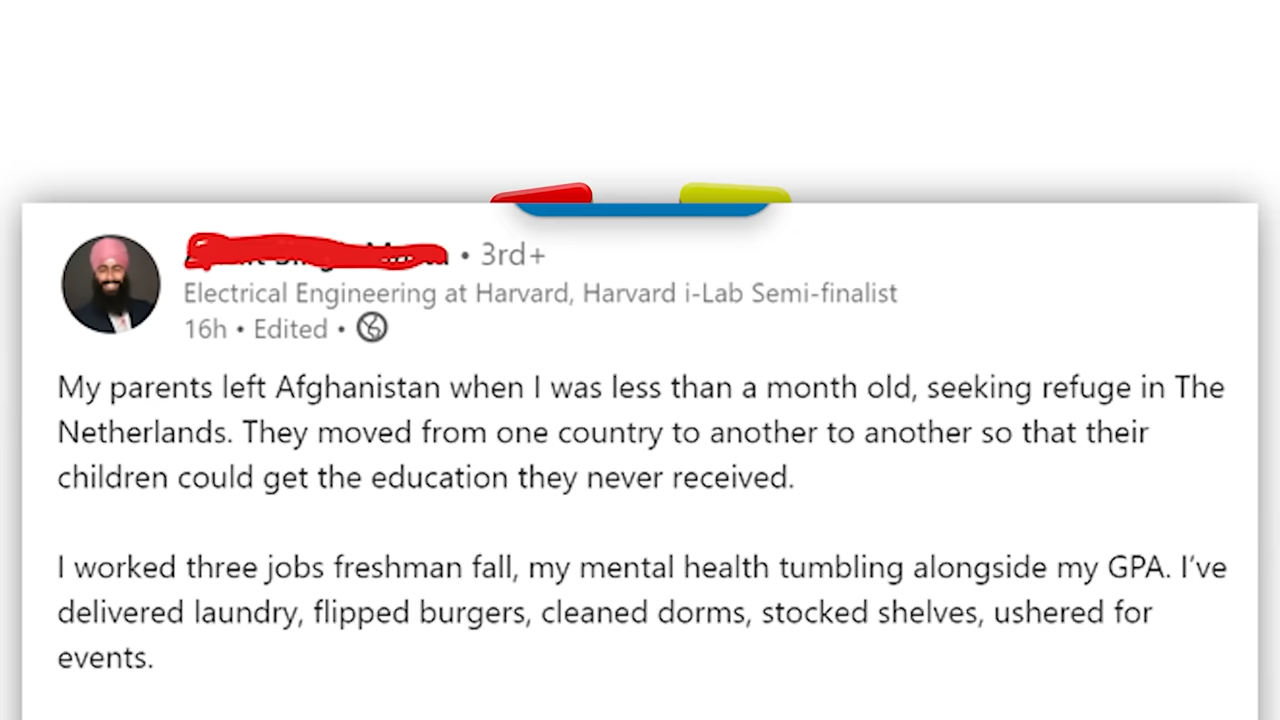 • 3rd+
Electrical Engineering at Harvard, Harvard i-Lab Semi-finalist
16h • Edited •
My parents left Afghanistan when I was less than a month old, seeking refuge in The
Netherlands. They moved from one country to another to another so that their
children could get the education they never received.
I worked three jobs freshman fall, my mental health tumbling alongside my GPA. I’ve
delivered laundry, flipped burgers, cleaned dorms, stocked shelves, ushered for
events.